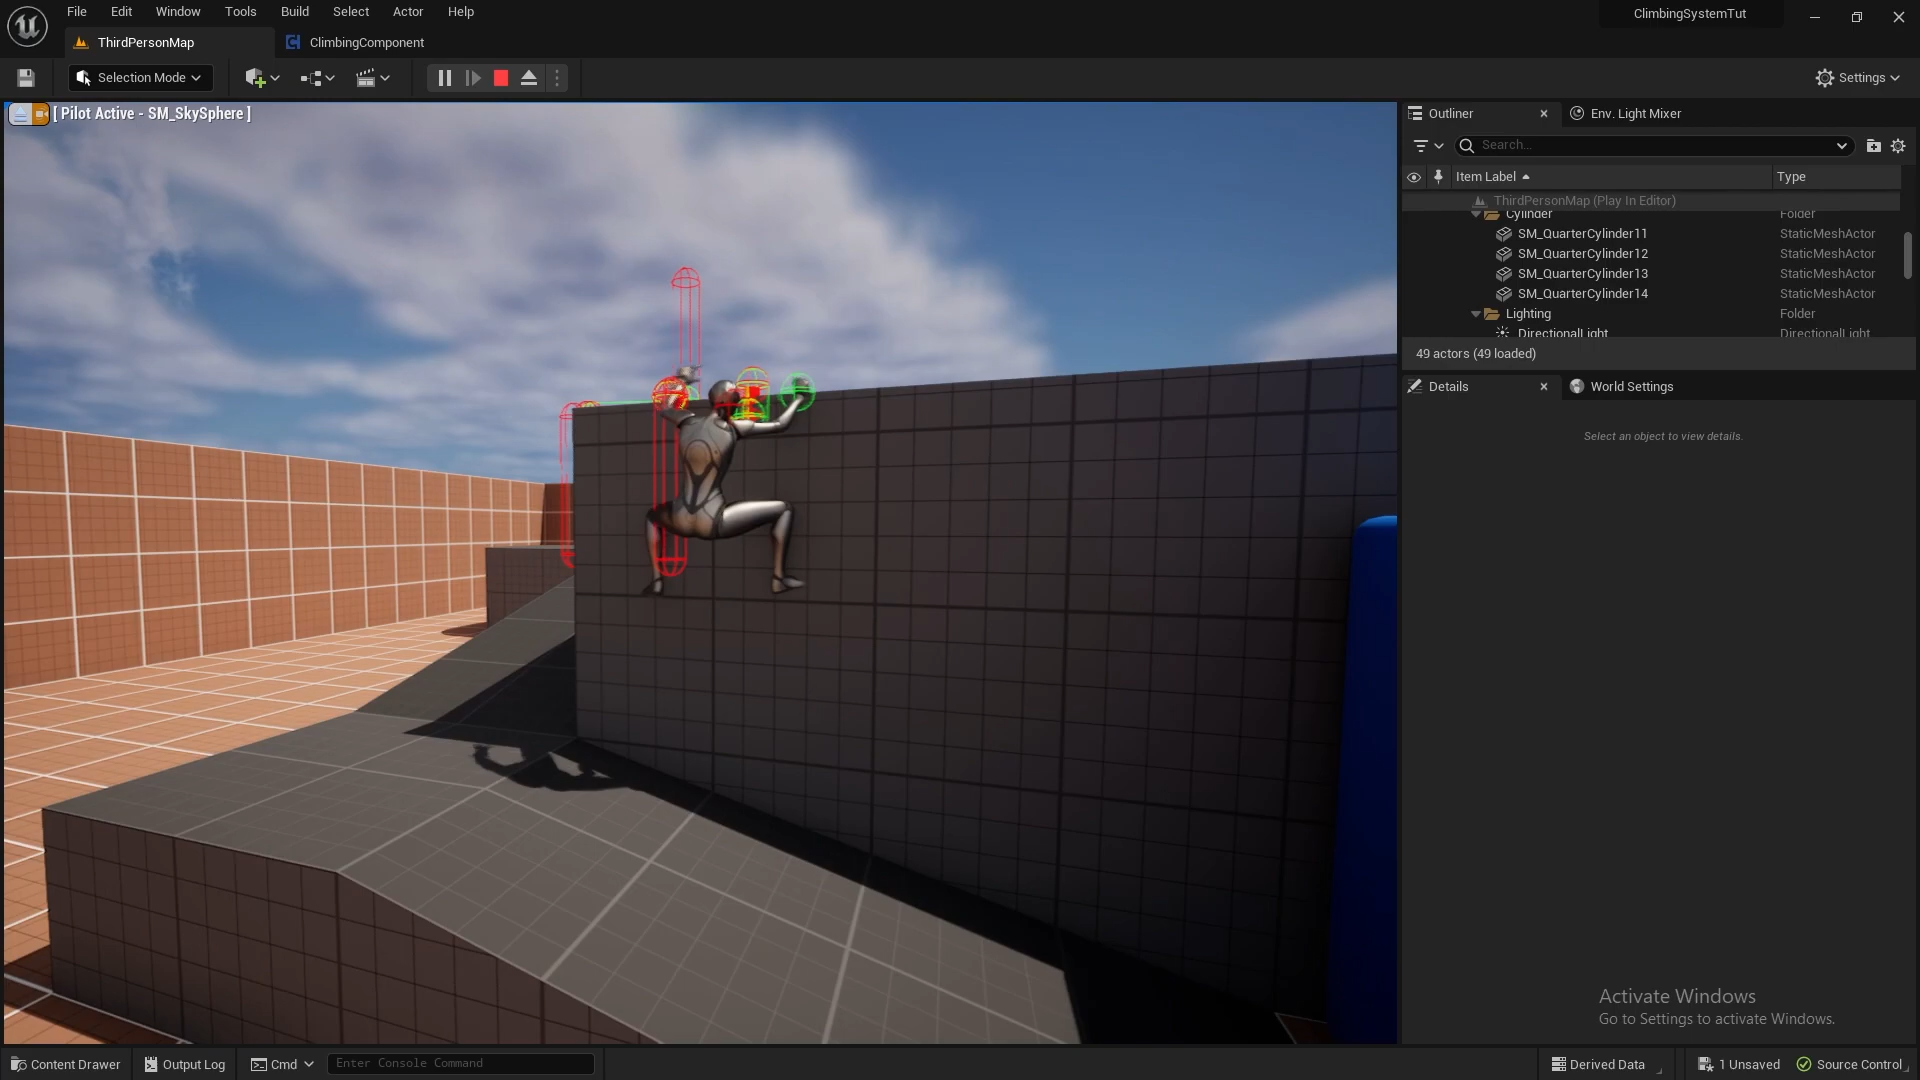 File Edit Window Tools Build Select Actor Help
ClimbingSystemTut
ThirdPersonMap
ClimbingComponent
Selection Mode
Settings
[ Pilot Active - SM_SkySphere ]
Outliner
Env. Light Mixer
Search...
Item Label
Type
ThirdPersonMap (Play In Editor)
Cylinder Folder
SM_QuarterCylinder11 StaticMeshActor
SM_QuarterCylinder12 StaticMeshActor
SM_QuarterCylinder13 StaticMeshActor
SM_QuarterCylinder14 StaticMeshActor
Lighting Folder
DirectionalLight DirectionalLight
49 actors (49 loaded)
Details
World Settings
Select an object to view details.
Activate Windows
Go to Settings to activate Windows.
Content Drawer
Output Log
Cmd
Enter Console Command
Derived Data
1 Unsaved
Source Control